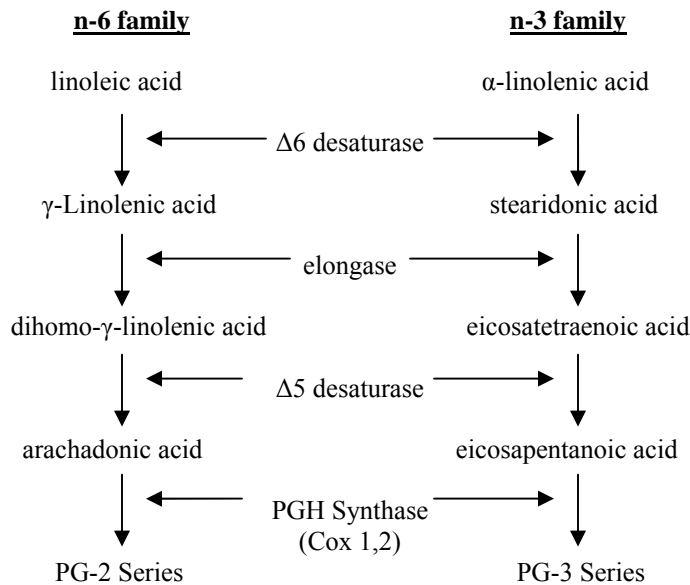 n-6 family
n-3 family
linoleic acid
α-linolenic acid
Δ6 desaturase
γ-Linolenic acid
stearidonic acid
elongase
dihomo-γ-linolenic acid
eicosatetraenoic acid
Δ5 desaturase
arachadonic acid
eicosapentanoic acid
PGH Synthase
(Cox 1,2)
PG-2 Series
PG-3 Series